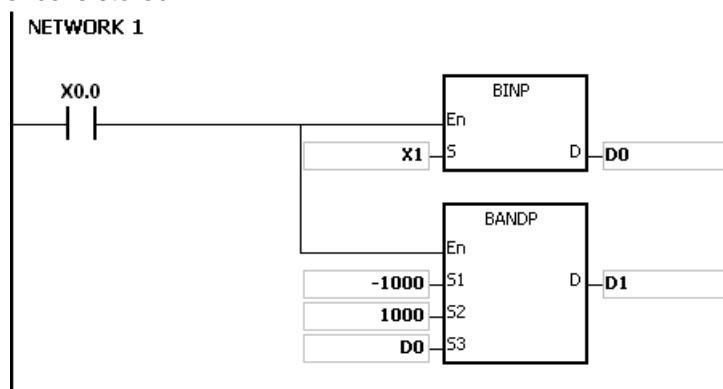 NETWORK 1
X0.0
BINP
En
X1 S D D0
BANDP
En
-1000 S1 D D1
1000 S2
D0 S3